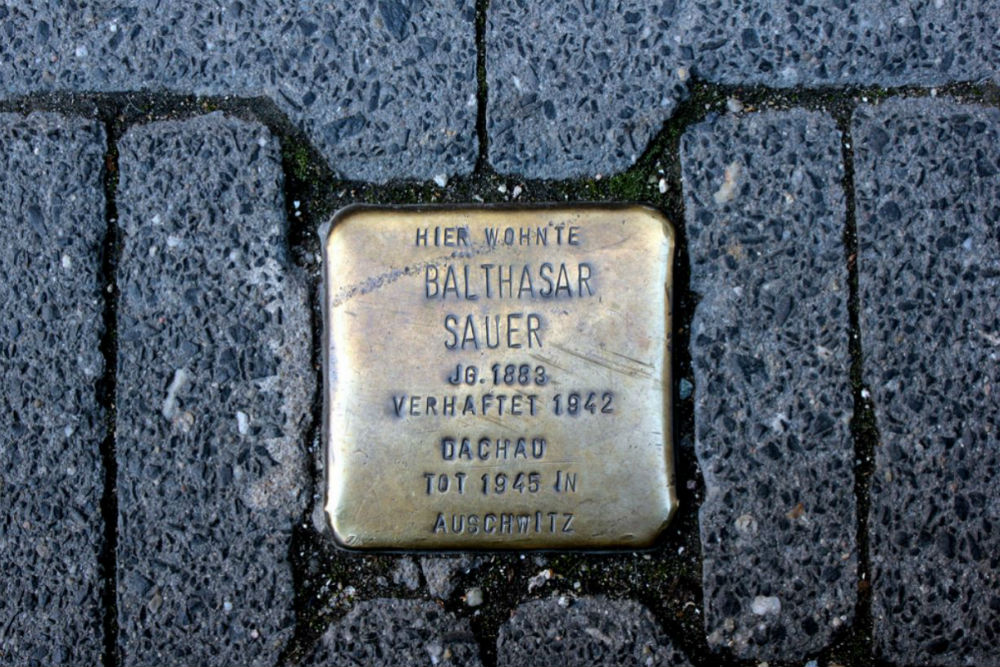 HIER WOHNTE
BALTHASAR
SAUER
JG. 1883
VERHAFTET 1942
DACHAU
TOT 1945 IN
AUSCHWITZ